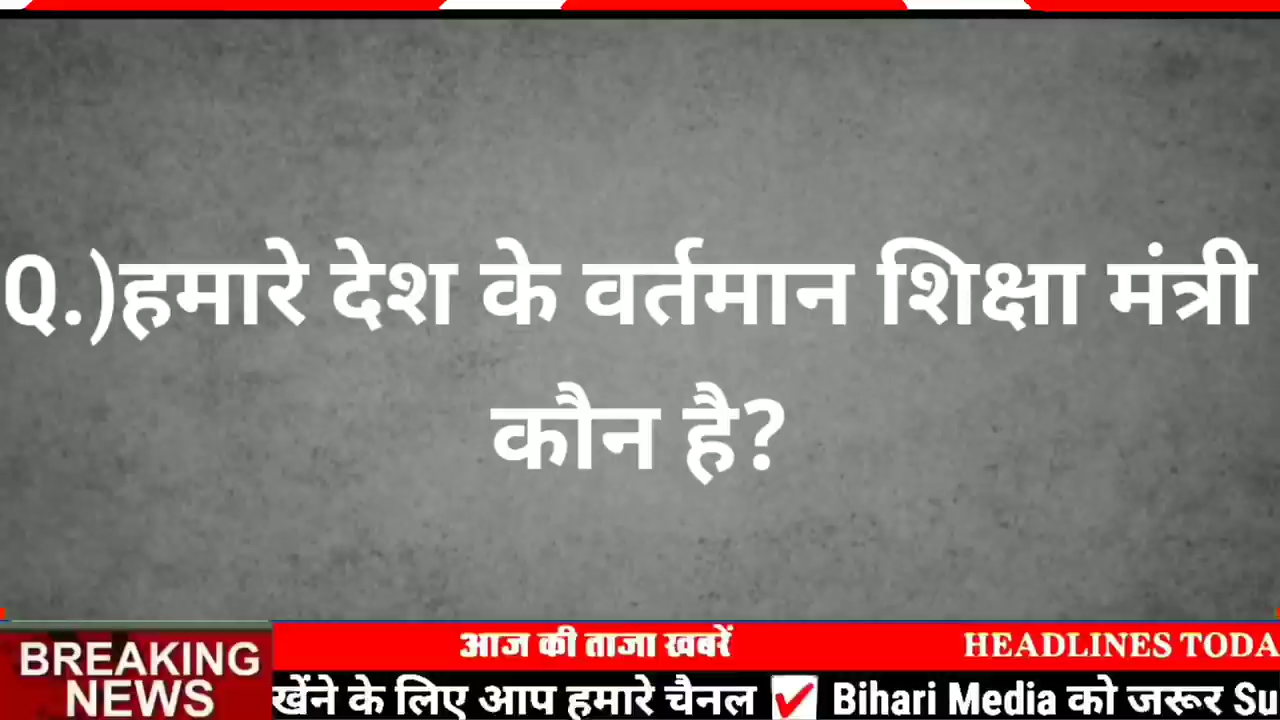 Q.)हमारे देश के वर्तमान शिक्षा मंत्री
कौन है?
आज की ताजा खबरें
HEADLINES TODA
BREAKING
NEWS
के लिए आप हमारे चैनल ✅ Bihari Media को जरूर Su